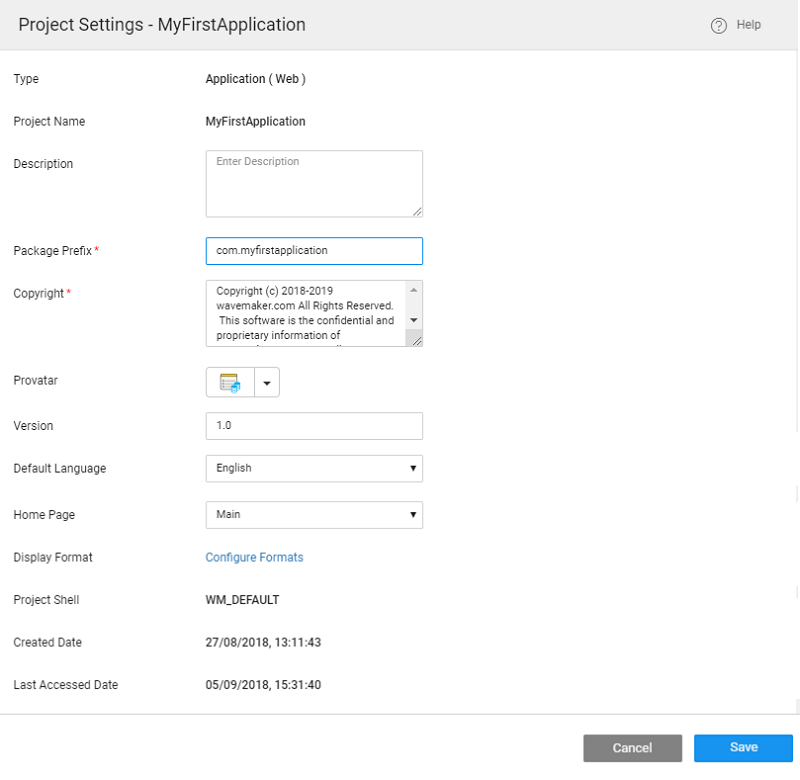 Project Settings - MyFirstApplication
Help
Type
Application ( Web )
Project Name
MyFirstApplication
Description
Enter Description
Package Prefix *
com.myfirstapplication
Copyright *
Copyright (c) 2018-2019
wavemaker.com All Rights Reserved.
This software is the confidential and
proprietary information of
Provatar
Version
1.0
Default Language
English
Home Page
Main
Display Format
Configure Formats
Project Shell
WM_DEFAULT
Created Date
27/08/2018, 13:11:43
Last Accessed Date
05/09/2018, 15:31:40
Cancel
Save